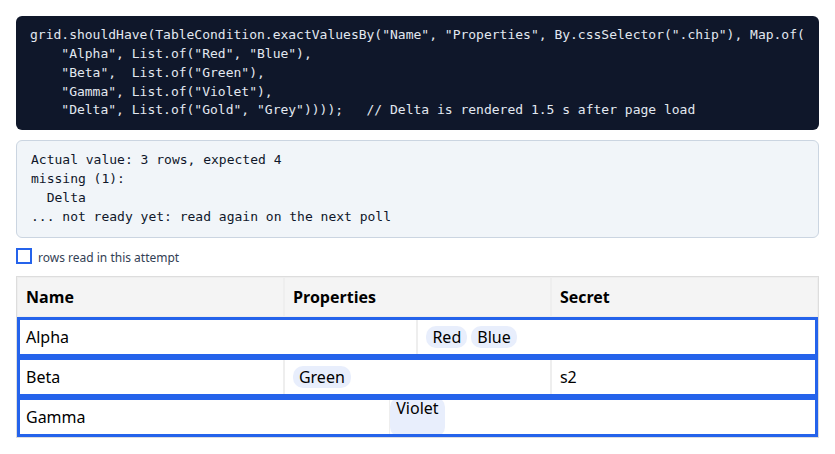 grid.shouldHave(TableCondition.exactValuesBy("Name", "Properties", By.cssSelector(".chip"), Map.of(
    "Alpha", List.of("Red", "Blue"),
    "Beta",  List.of("Green"),
    "Gamma", List.of("Violet"),
    "Delta", List.of("Gold", "Grey"))));   // Delta is rendered 1.5 s after page load
Actual value: 3 rows, expected 4
missing (1):
  Delta
... not ready yet: read again on the next poll
rows read in this attempt
Name Properties Secret
Alpha Red Blue
Beta Green s2
Gamma Violet